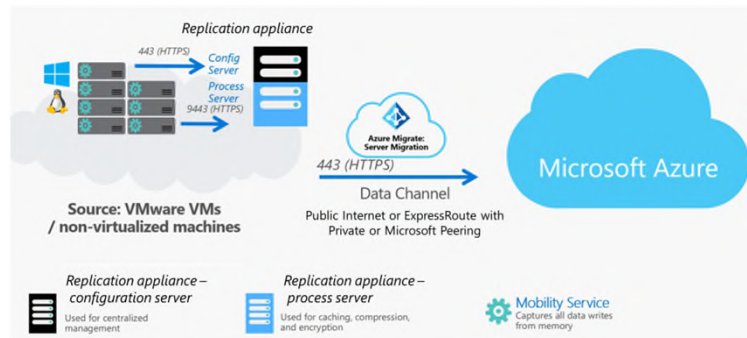 Replication appliance
443 (HTTPS)
Config
Server
Process
Server
9443 (HTTPS)
Azure Migrate:
Server Migration
443 (HTTPS)
Data Channel
Public Internet or ExpressRoute with
Private or Microsoft Peering
Microsoft Azure
Source: VMware VMs
/ non-virtualized machines
Replication appliance –
configuration server
Used for centralized
management
Replication appliance –
process server
Used for caching, compression,
and encryption
Mobility Service
Captures all data writes
from memory